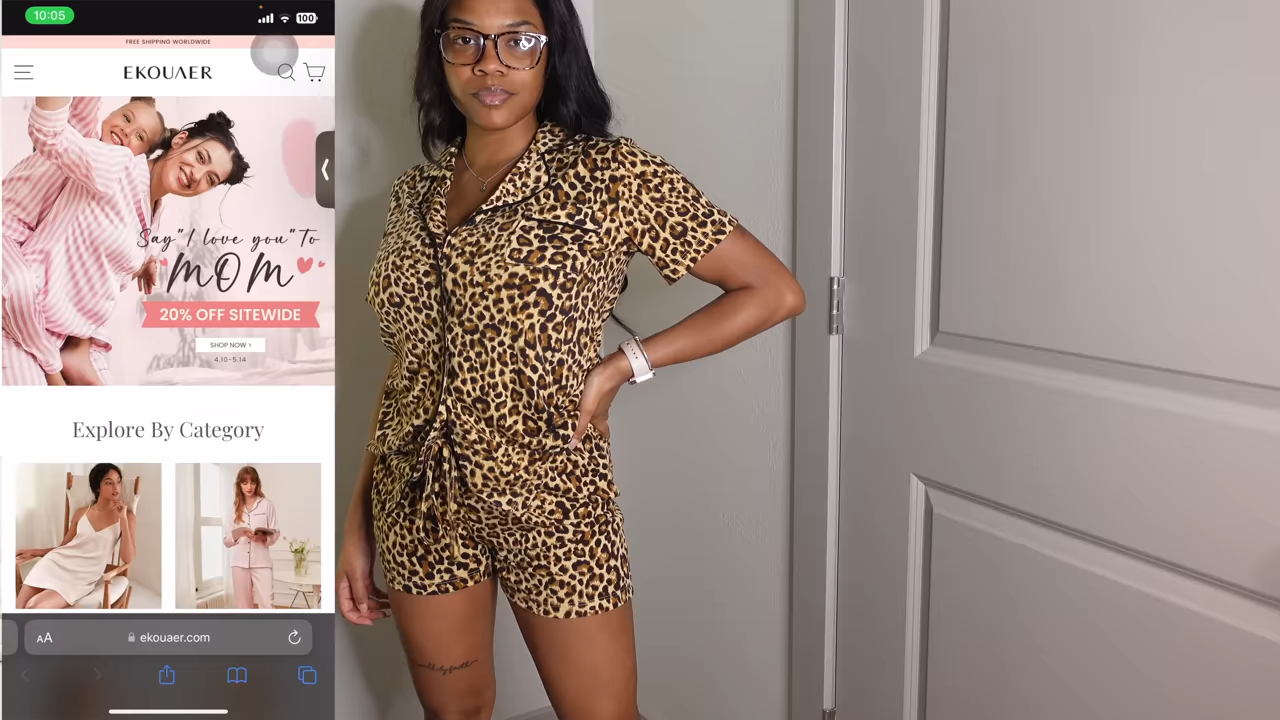 10:05
100
FREE SHIPPING WORLDWIDE
EKOUAER
Say "I love you" To
MOM
20% OFF SITEWIDE
SHOP NOW >
4.10-5.14
Explore By Category
AA
ekouaer.com